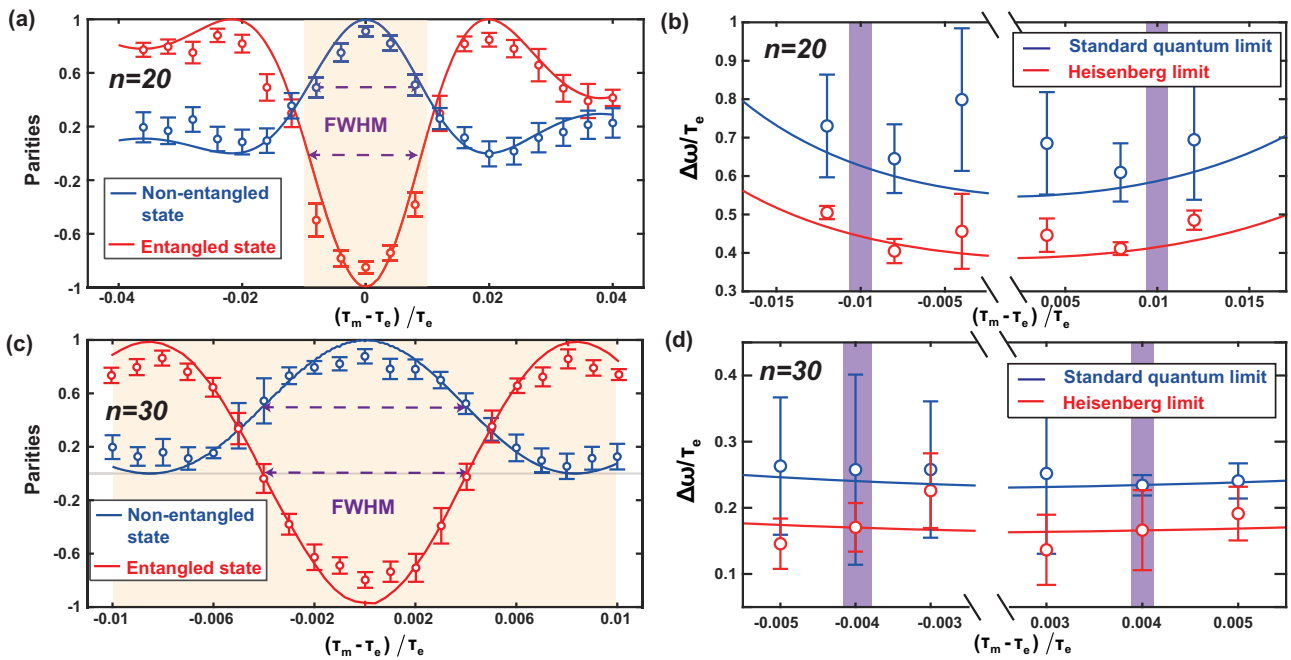 (a)
n=20
1
0.6
0.2
-0.2
-0.6
-1
Parities
FWHM
Non-entangled
state
Entangled state
-0.04
-0.02
0
0.02
0.04
(τm - τe) / τe
(b)
n=20
Standard quantum limit
Heisenberg limit
1
0.9
0.8
0.7
0.6
0.5
0.4
0.3
Δω/τe
-0.015
-0.01
-0.005
0.005
0.01
0.015
(τm - τe) / τe
(c)
n=30
1
0.6
0.2
-0.2
-0.6
-1
Parities
FWHM
Non-entangled
state
Entangled state
-0.01
-0.006
-0.002
0.002
0.006
0.01
(τm - τe) / τe
(d)
n=30
Standard quantum limit
Heisenberg limit
0.4
0.3
0.2
0.1
Δω/τe
-0.005
-0.004
-0.003
0.003
0.004
0.005
(τm - τe) / τe